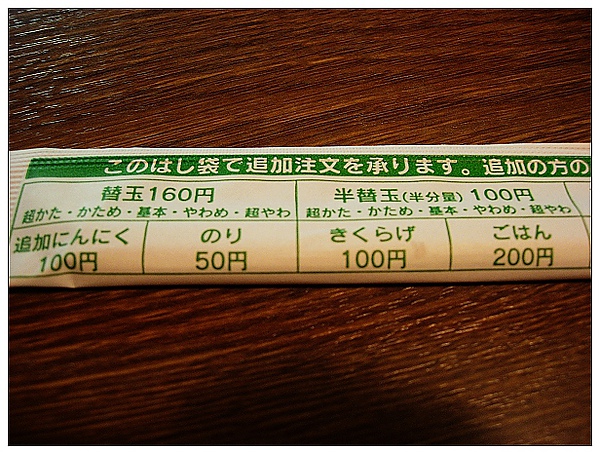 このはし袋で追加注文を承ります。追加の方の
替玉160円 半替玉(半分量)100円
超かた・かため・基本・やわめ・超やわ 超かた・かため・基本・やわめ・超やわ
追加にんにく のり きくらげ ごはん
100円 50円 100円 200円